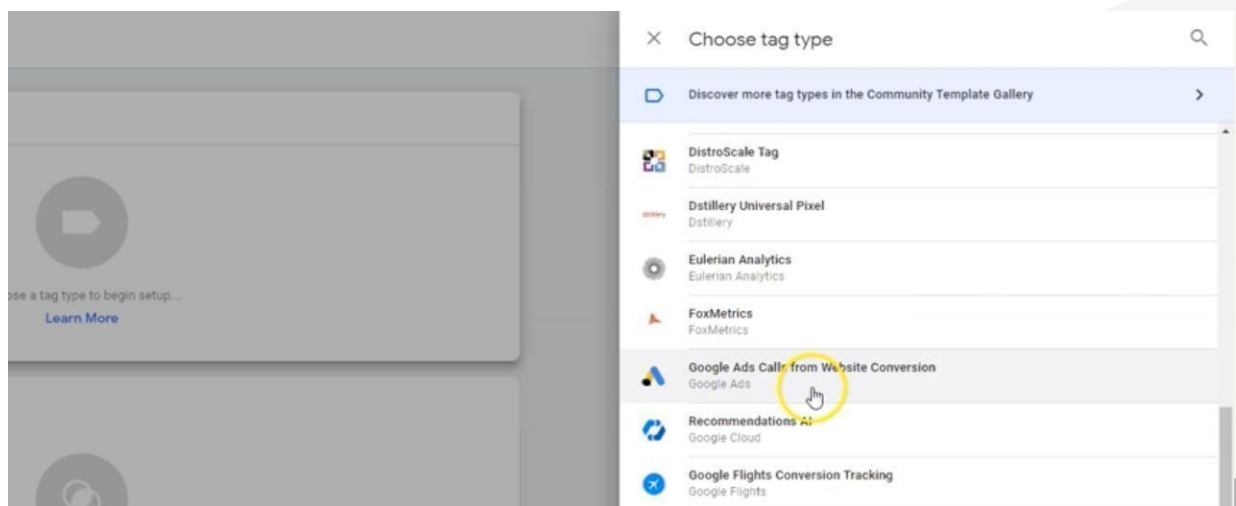 Choose tag type
Discover more tag types in the Community Template Gallery
DistroScale Tag
DistroScale
dstillery
Dstillery Universal Pixel
Dstillery
Eulerian Analytics
Eulerian Analytics
ose a tag type to begin setup...
Learn More
FoxMetrics
FoxMetrics
Google Ads Calls from Website Conversion
Google Ads
Recommendations AI
Google Cloud
Google Flights Conversion Tracking
Google Flights